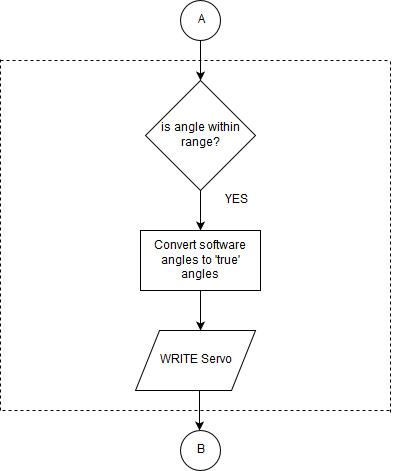 A
is angle within
range?
YES
Convert software
angles to 'true'
angles
WRITE Servo
B